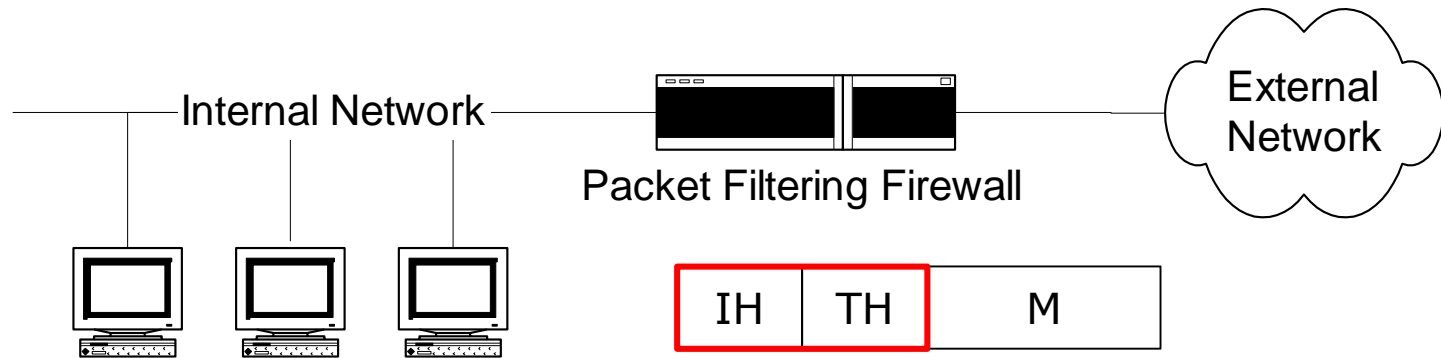 External
Network
Internal Network
Packet Filtering Firewall
IH TH M